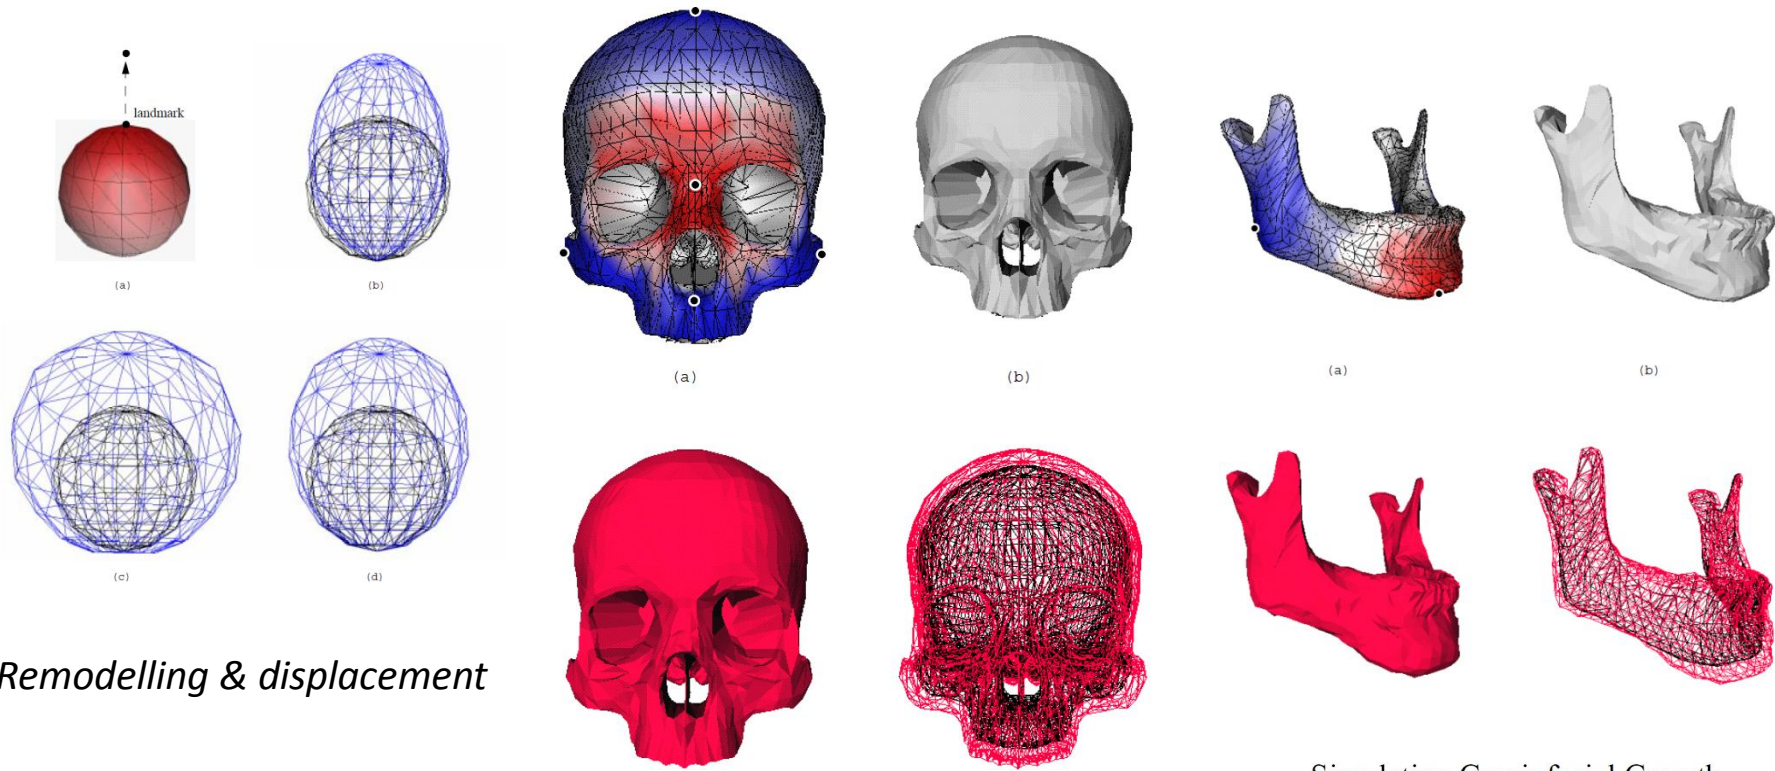 landmark
(a)
(b)
(c)
(d)
Remodelling & displacement
(a)
(b)
(a)
(b)